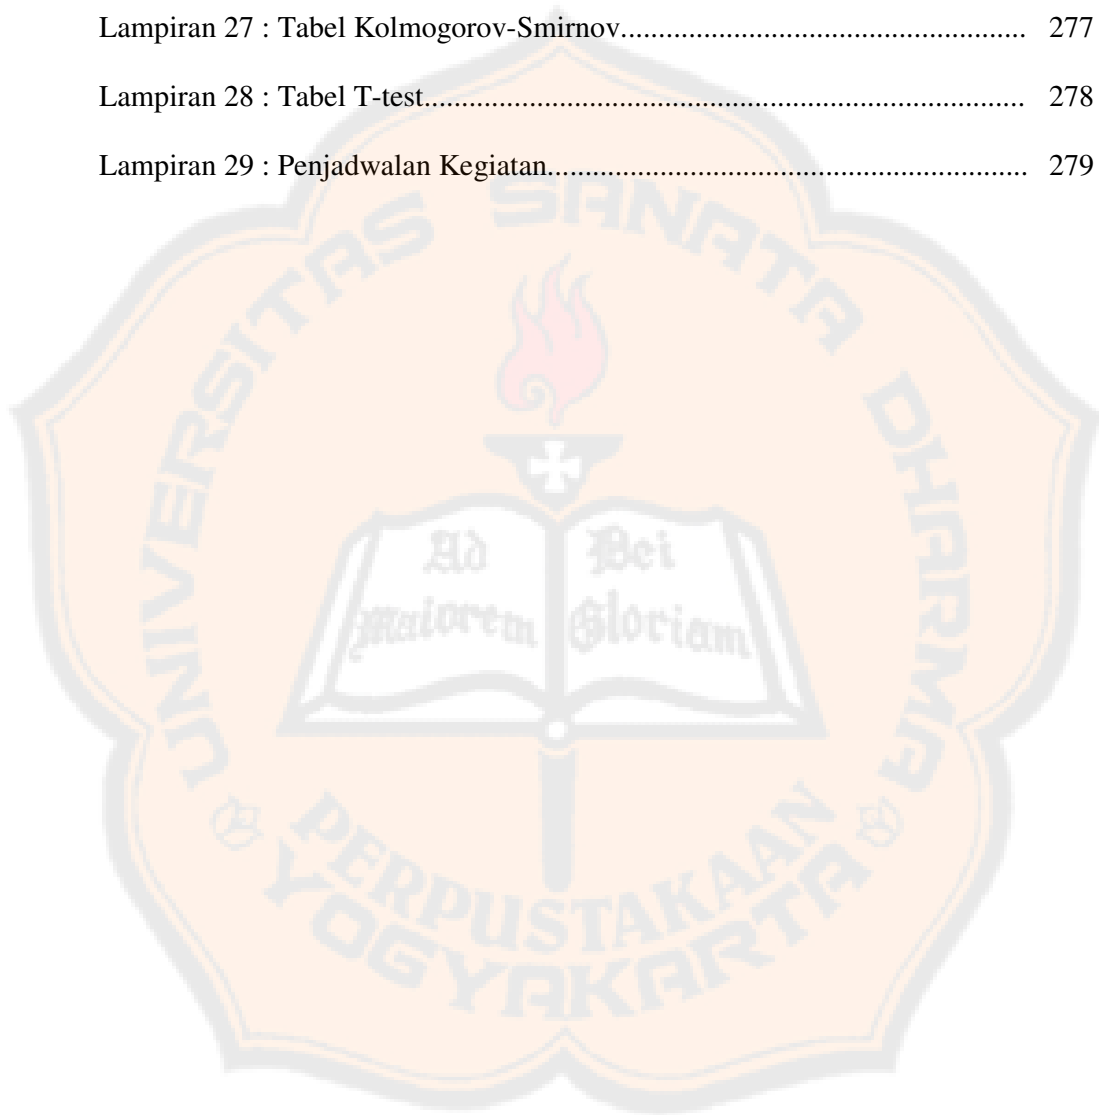 Lampiran 27 : Tabel Kolmogorov-Smirnov..................................................... 277
Lampiran 28 : Tabel T-test.............................................................................. 278
Lampiran 29 : Penjadwalan Kegiatan.............................................................. 279
UNIVERSITAS SANATA DHARMA
Ad Dei
Maiorem Gloriam
PERPUSTAKAAN
YOGYAKARTA